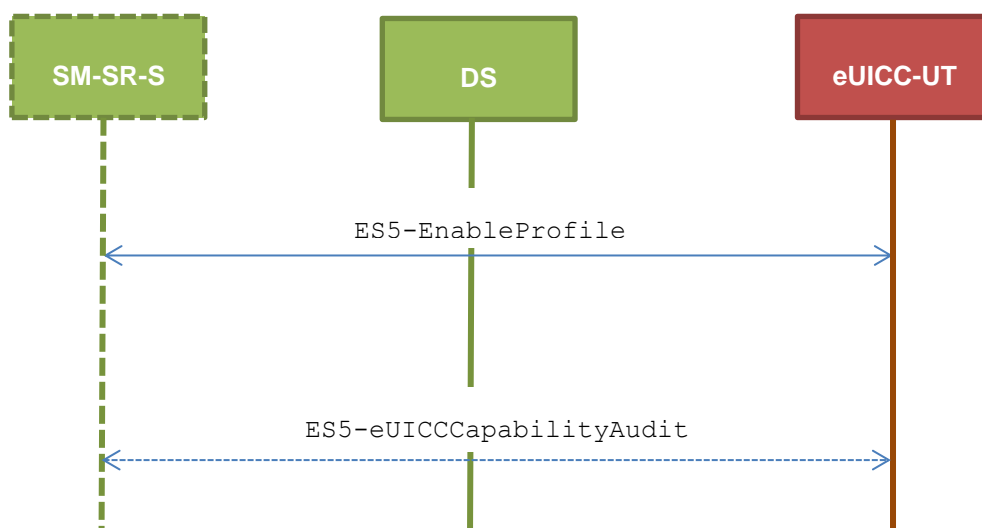 SM-SR-S
DS
eUICC-UT
ES5-EnableProfile
ES5-eUICCCapabilityAudit